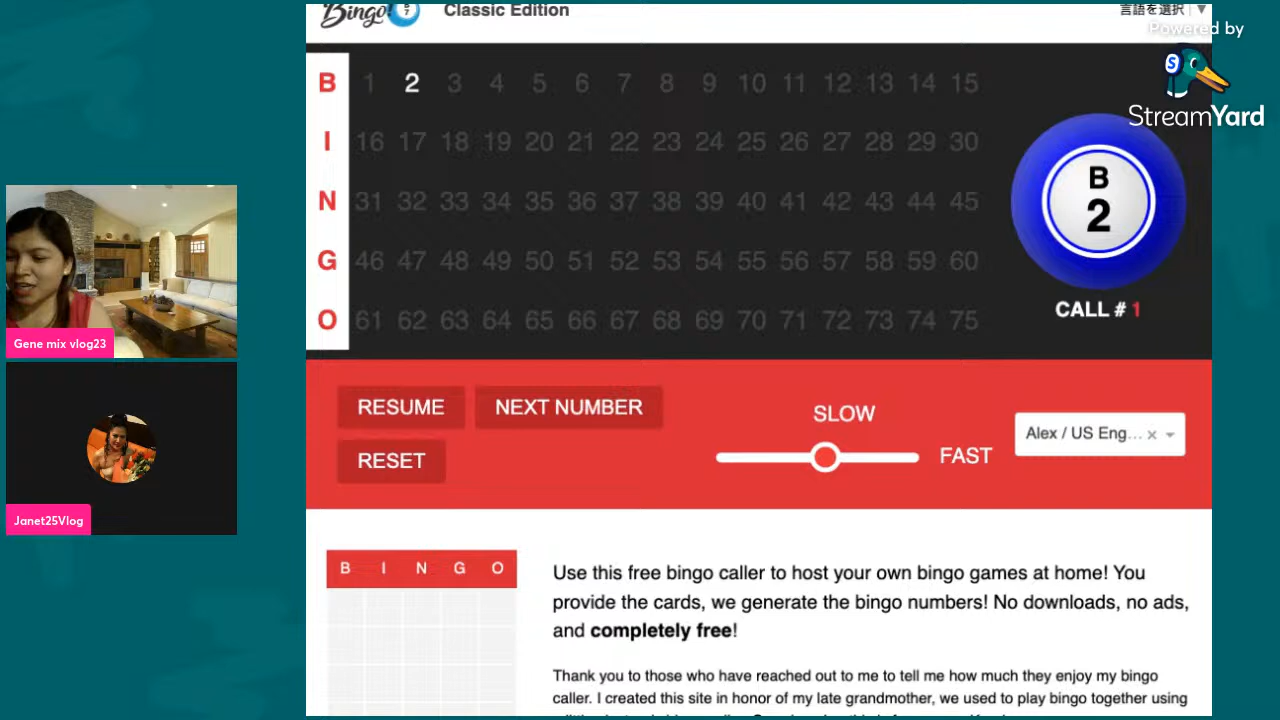 Bingo! Classic Edition
言語を選択 ▼
Powered by
StreamYard
B 1 2 3 4 5 6 7 8 9 10 11 12 13 14 15
I 16 17 18 19 20 21 22 23 24 25 26 27 28 29 30
N 31 32 33 34 35 36 37 38 39 40 41 42 43 44 45
G 46 47 48 49 50 51 52 53 54 55 56 57 58 59 60
O 61 62 63 64 65 66 67 68 69 70 71 72 73 74 75
B
2
CALL # 1
Gene mix vlog23
Janet25Vlog
RESUME NEXT NUMBER
RESET
SLOW
FAST
Alex / US Eng... ×
B I N G O
Use this free bingo caller to host your own bingo games at home! You
provide the cards, we generate the bingo numbers! No downloads, no ads,
and completely free!
Thank you to those who have reached out to me to tell me how much they enjoy my bingo
caller. I created this site in honor of my late grandmother, we used to play bingo together using